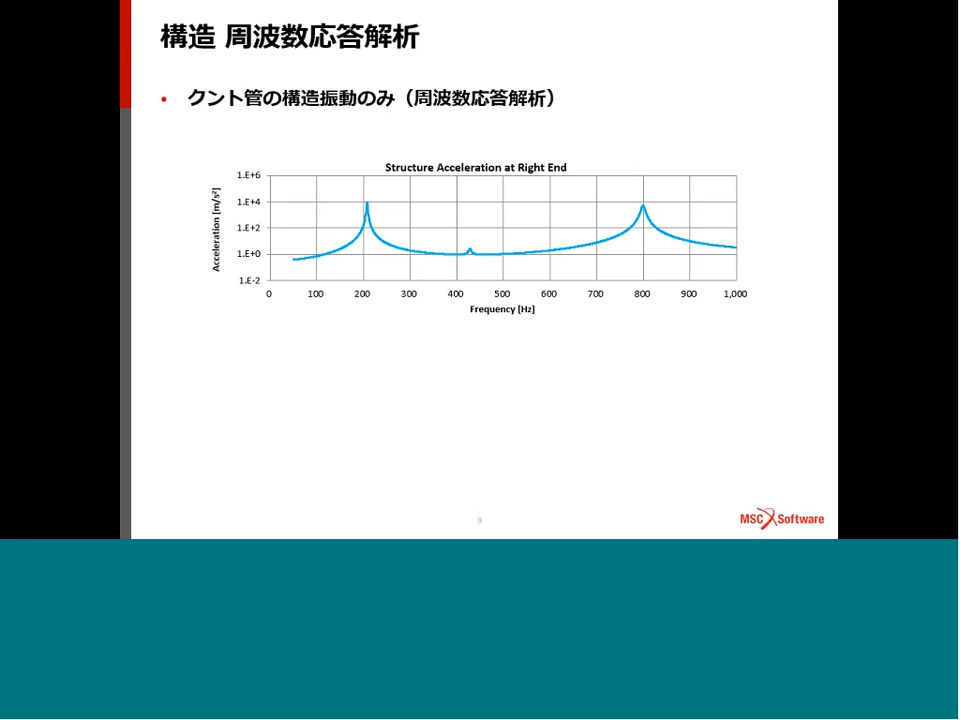 構造 周波数応答解析
• クント管の構造振動のみ（周波数応答解析）
Structure Acceleration at Right End
1.E+6
1.E+4
1.E+2
1.E+0
1.E-2
Acceleration [m/s²]
0 100 200 300 400 500 600 700 800 900 1,000
Frequency [Hz]
9
MSC Software